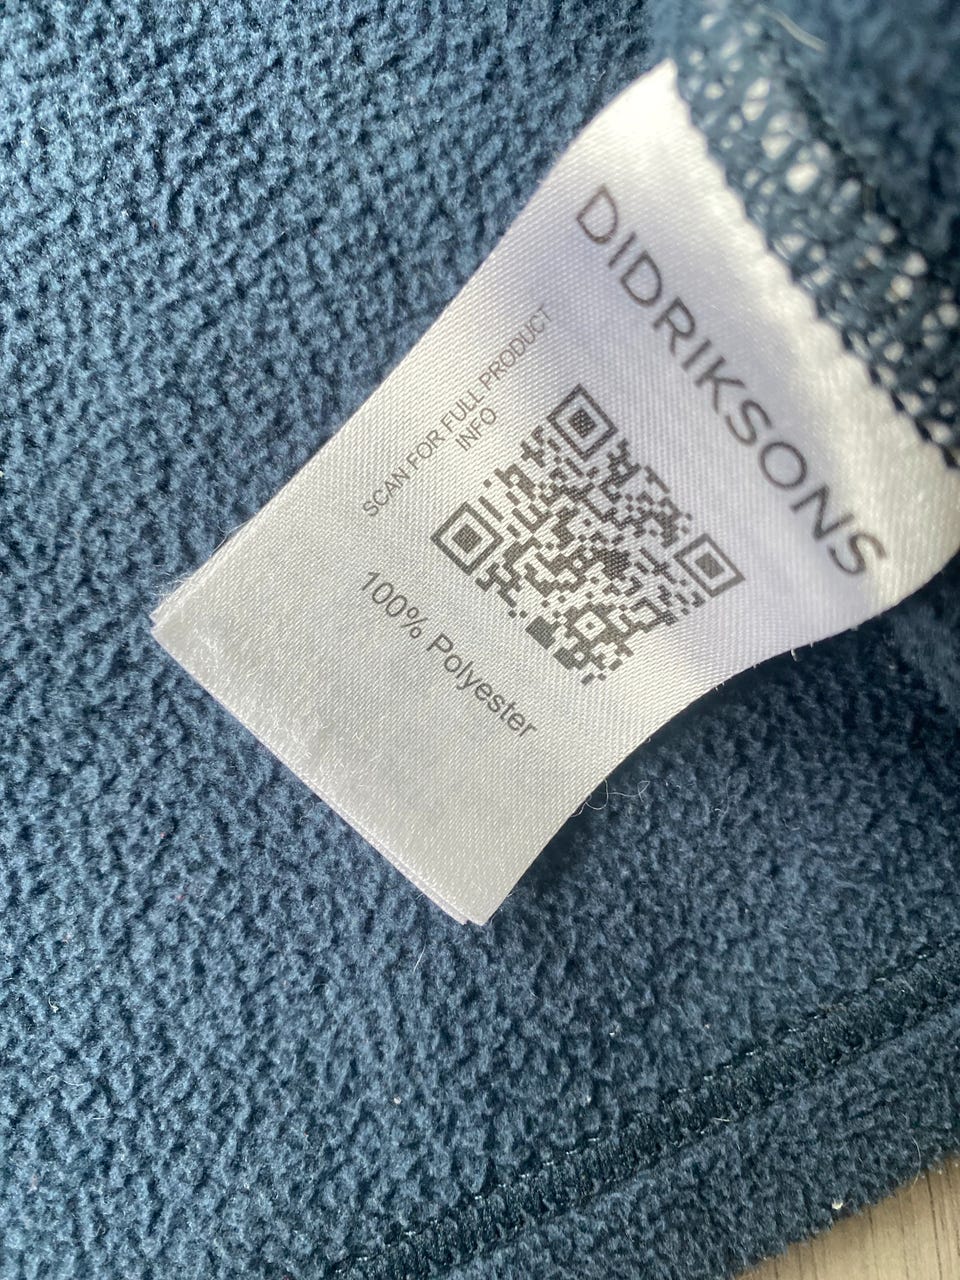 DIDRIKSONS
SCAN FOR FULL PRODUCT
INFO
100% Polyester